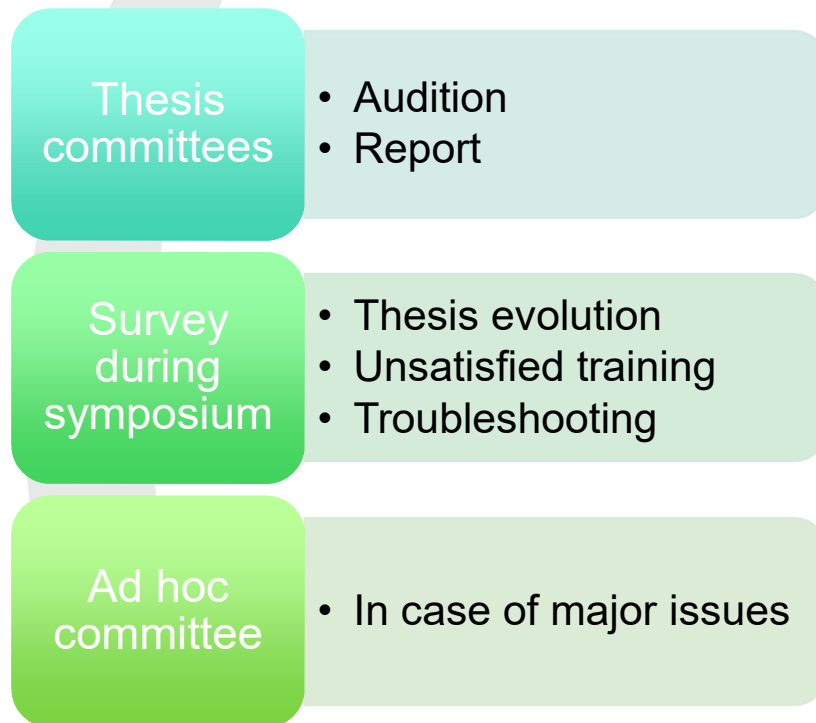 Thesis
committees
• Audition
• Report
Survey
during
symposium
• Thesis evolution
• Unsatisfied training
• Troubleshooting
Ad hoc
committee
• In case of major issues